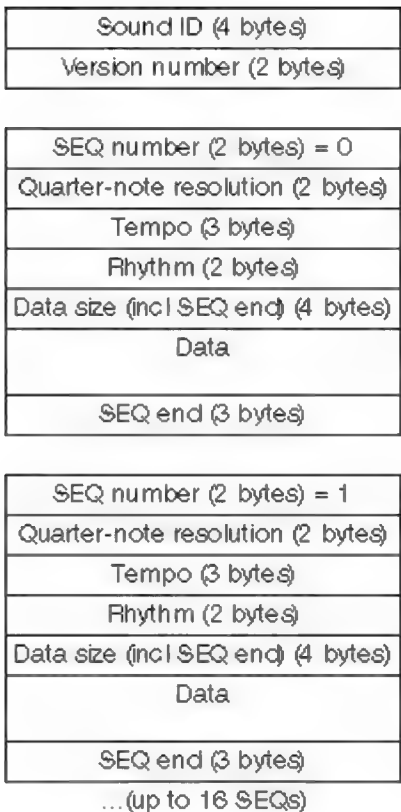 Sound ID (4 bytes)
Version number (2 bytes)
SEQ number (2 bytes) = 0
Quarter-note resolution (2 bytes)
Tempo (3 bytes)
Rhythm (2 bytes)
Data size (incl SEQ end) (4 bytes)
Data
SEQ end (3 bytes)
SEQ number (2 bytes) = 1
Quarter-note resolution (2 bytes)
Tempo (3 bytes)
Rhythm (2 bytes)
Data size (incl SEQ end) (4 bytes)
Data
SEQ end (3 bytes)
...(up to 16 SEQs)